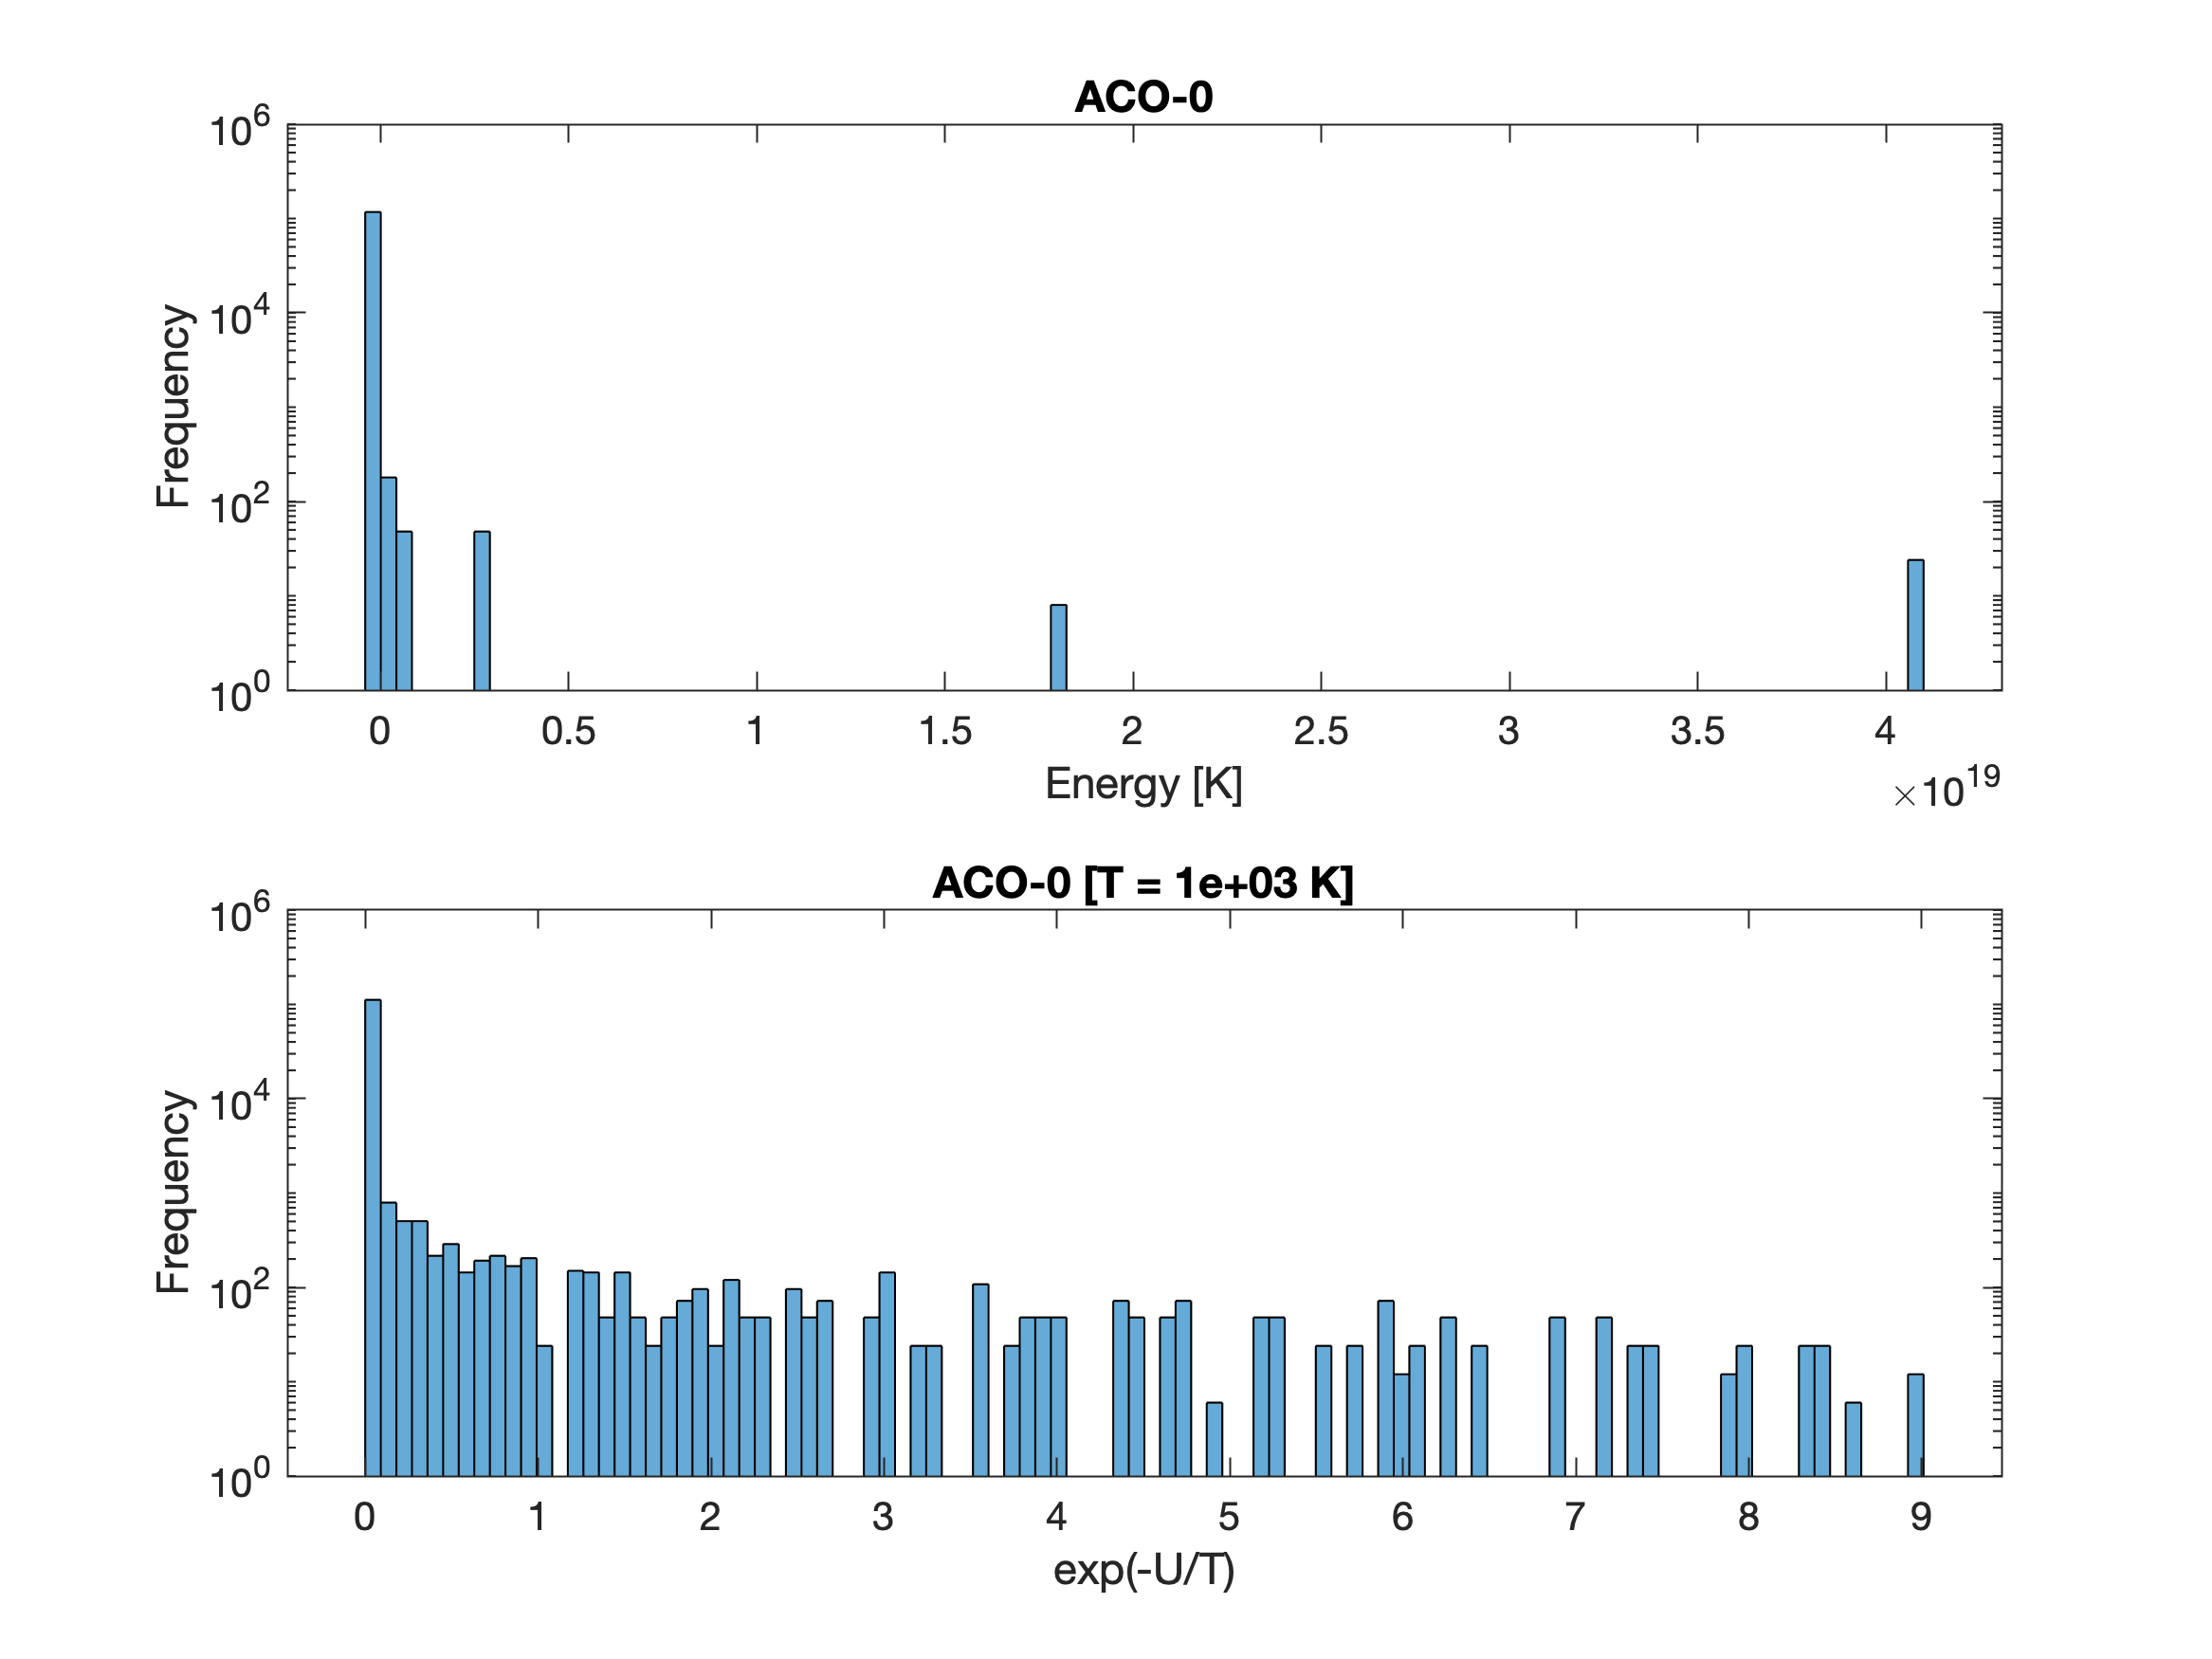 ACO-0
10^6
10^4
10^2
10^0
Frequency
0 0.5 1 1.5 2 2.5 3 3.5 4
Energy [K]
×10^19
ACO-0 [T = 1e+03 K]
10^6
10^4
10^2
10^0
Frequency
0 1 2 3 4 5 6 7 8 9
exp(-U/T)